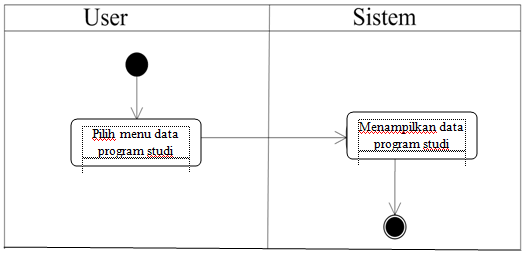 User
Sistem
Pilih menu data
program studi
Menampilkan data
program studi